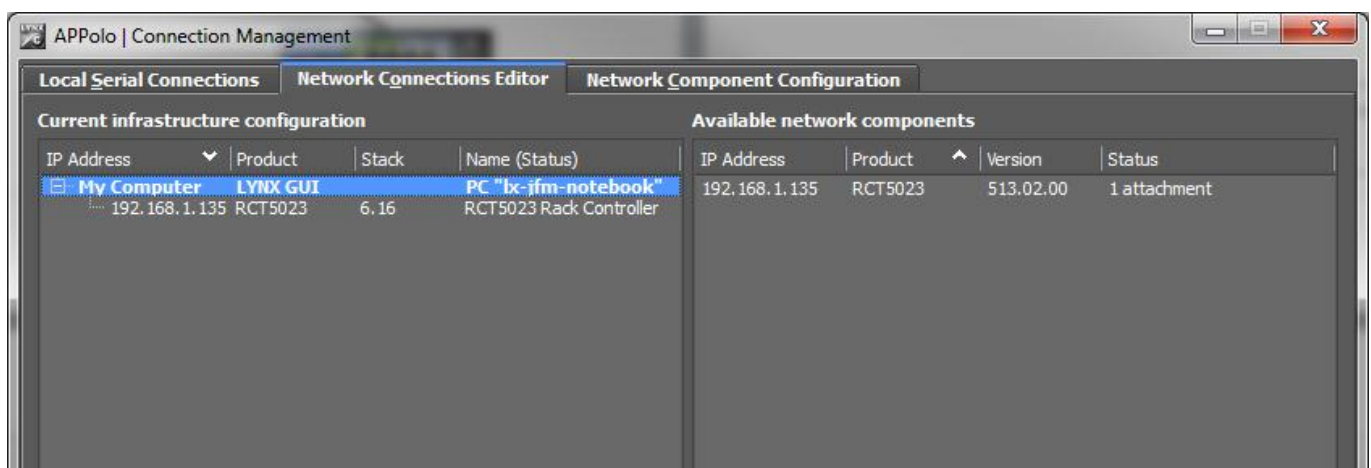 APPolo | Connection Management
Local Serial Connections Network Connections Editor Network Component Configuration
Current infrastructure configuration Available network components
IP Address Product Stack Name (Status) IP Address Product Version Status
My Computer LYNX GUI PC "lx-jfm-notebook" 192.168.1.135 RCT5023 513.02.00 1 attachment
192.168.1.135 RCT5023 6.16 RCT5023 Rack Controller